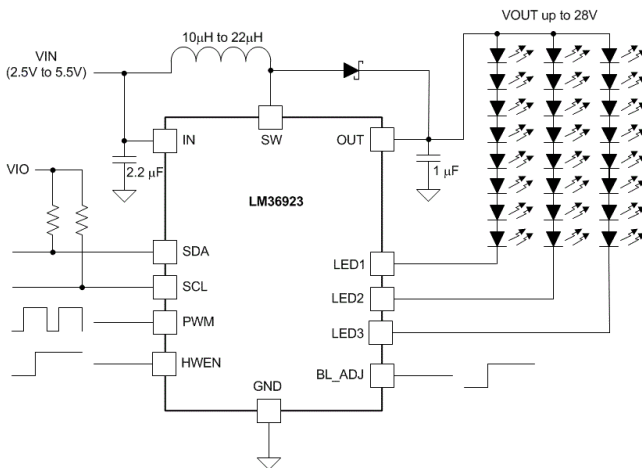 VOUT up to 28V
10µH to 22µH
VIN
(2.5V to 5.5V)
IN
SW
OUT
2.2 µF
1 µF
VIO
LM36923
SDA
LED1
SCL
LED2
PWM
LED3
HWEN
BL_ADJ
GND